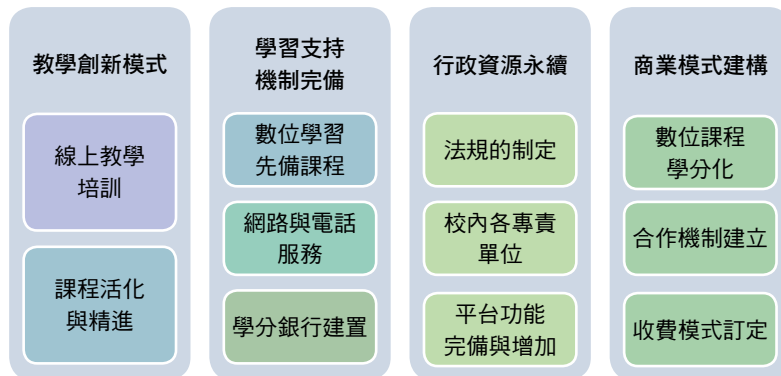 教學創新模式
線上教學
培訓
課程活化
與精進
學習支持
機制完備
數位學習
先備課程
網路與電話
服務
學分銀行建置
行政資源永續
法規的制定
校內各專責
單位
平台功能
完備與增加
商業模式建構
數位課程
學分化
合作機制建立
收費模式訂定